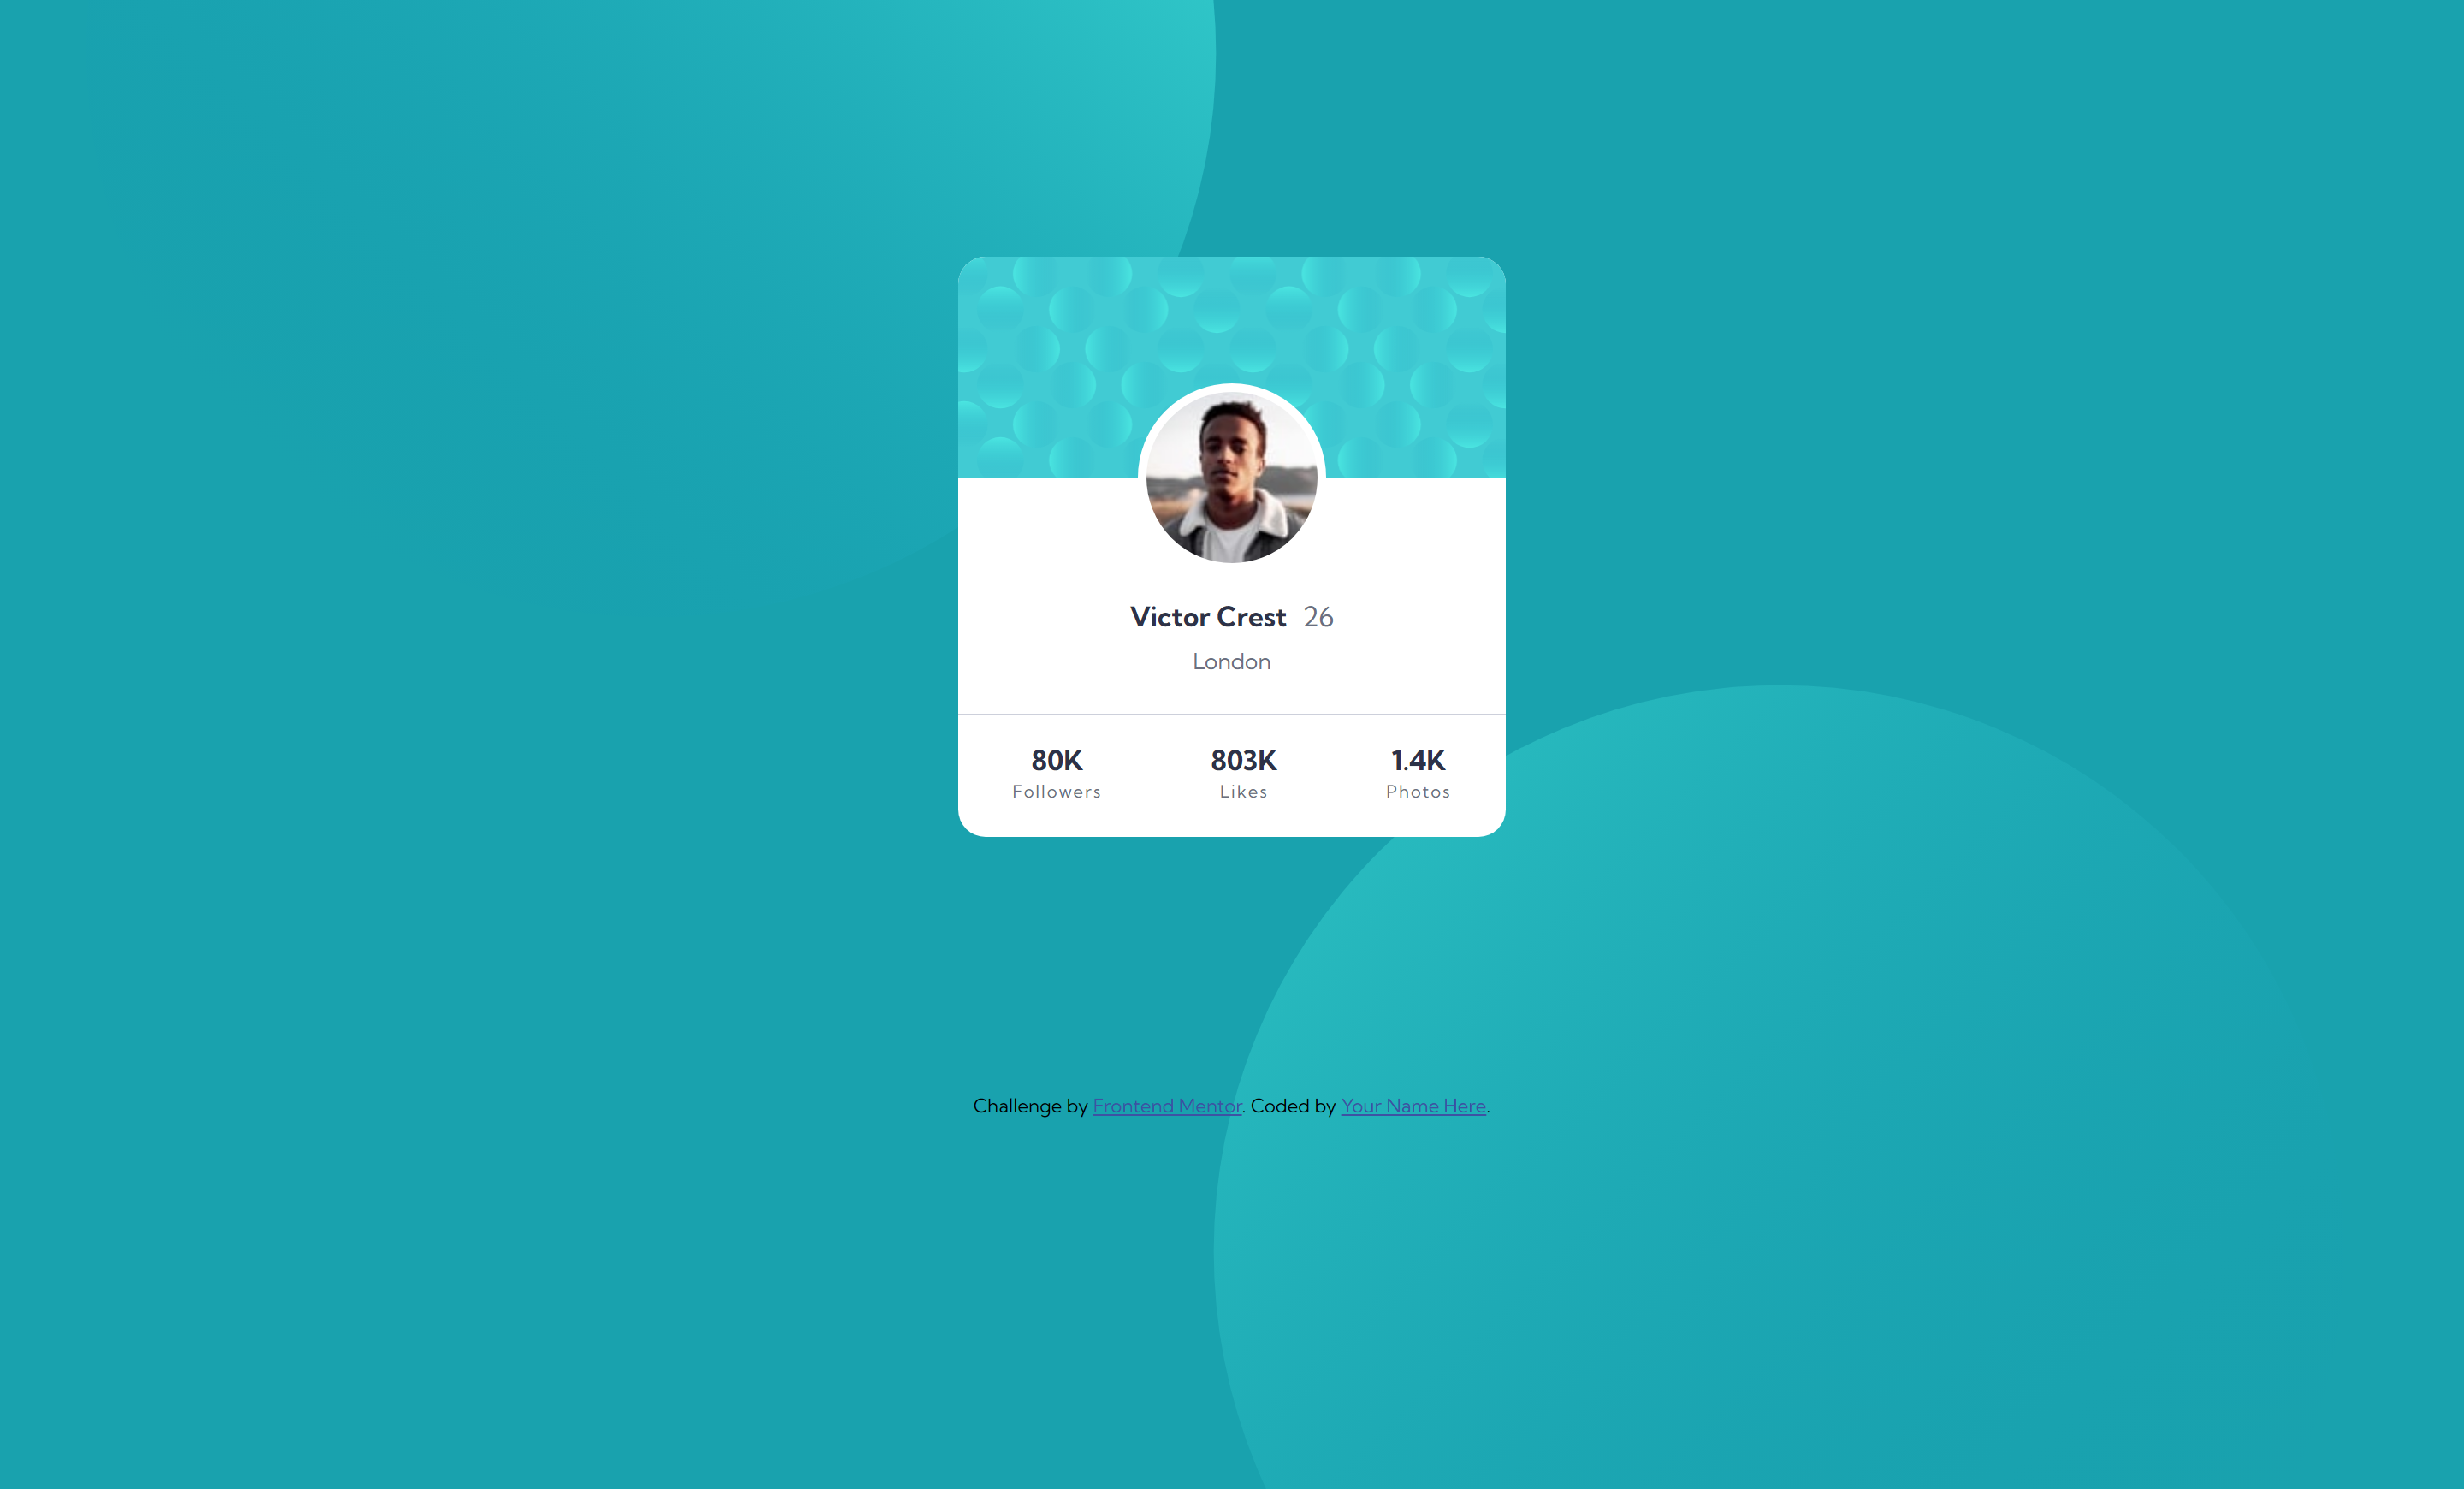 Victor Crest 26
London
80K 803K 1.4K
Followers Likes Photos
Challenge by Frontend Mentor. Coded by Your Name Here.